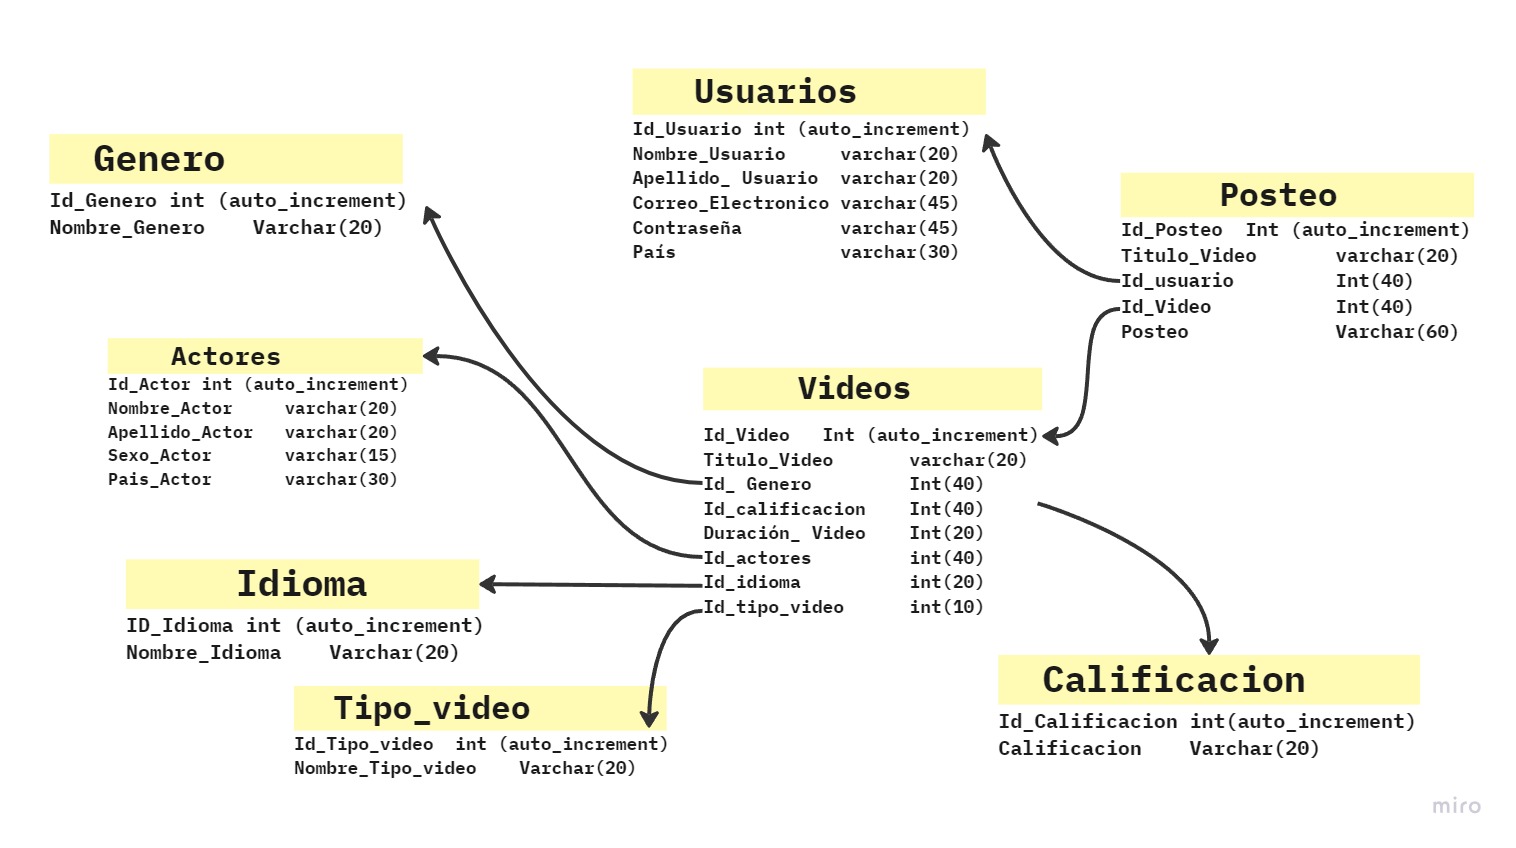 Usuarios
Id_Usuario int (auto_increment)
Nombre_Usuario varchar(20)
Apellido_ Usuario varchar(20)
Correo_Electronico varchar(45)
Contraseña varchar(45)
País varchar(30)
Genero
Id_Genero int (auto_increment)
Nombre_Genero Varchar(20)
Posteo
Id_Posteo Int (auto_increment)
Titulo_Video varchar(20)
Id_usuario Int(40)
Id_Video Int(40)
Posteo Varchar(60)
Actores
Id_Actor int (auto_increment)
Nombre_Actor varchar(20)
Apellido_Actor varchar(20)
Sexo_Actor varchar(15)
Pais_Actor varchar(30)
Videos
Id_Video Int (auto_increment)
Titulo_Video varchar(20)
Id_ Genero Int(40)
Id_calificacion Int(40)
Duración_ Video Int(20)
Id_actores int(40)
Id_idioma int(20)
Id_tipo_video int(10)
Idioma
ID_Idioma int (auto_increment)
Nombre_Idioma Varchar(20)
Tipo_video
Id_Tipo_video int (auto_increment)
Nombre_Tipo_video Varchar(20)
Calificacion
Id_Calificacion int(auto_increment)
Calificacion Varchar(20)
miro